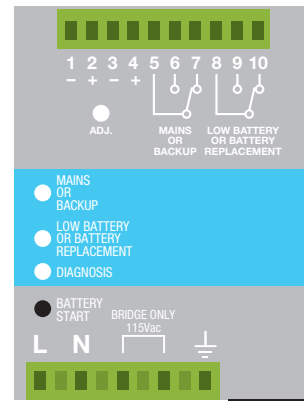 1 2 3 4 5 6 7 8 9 10
− + − +
ADJ.
MAINS
OR
BACKUP
LOW BATTERY
OR BATTERY
REPLACEMENT
MAINS
OR
BACKUP
LOW BATTERY
OR BATTERY
REPLACEMENT
DIAGNOSIS
BATTERY
START
BRIDGE ONLY
115Vac
L N